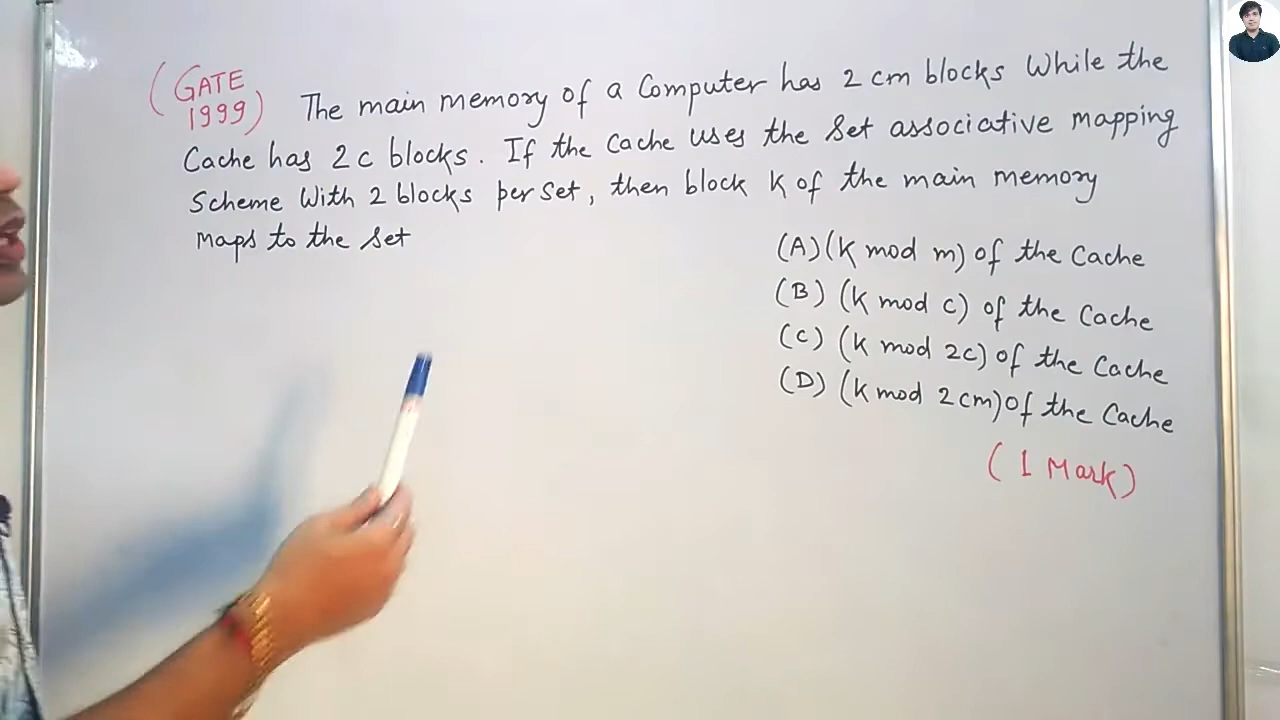 (GATE
1999) The main memory of a Computer has 2 cm blocks While the
Cache has 2c blocks. If the Cache uses the Set associative mapping
Scheme With 2 blocks per set, then block K of the main memory
Maps to the set
(A) (K mod m) of the Cache
(B) (K mod c) of the Cache
(C) (K mod 2c) of the Cache
(D) (K mod 2cm) of the Cache
(1 Mark)